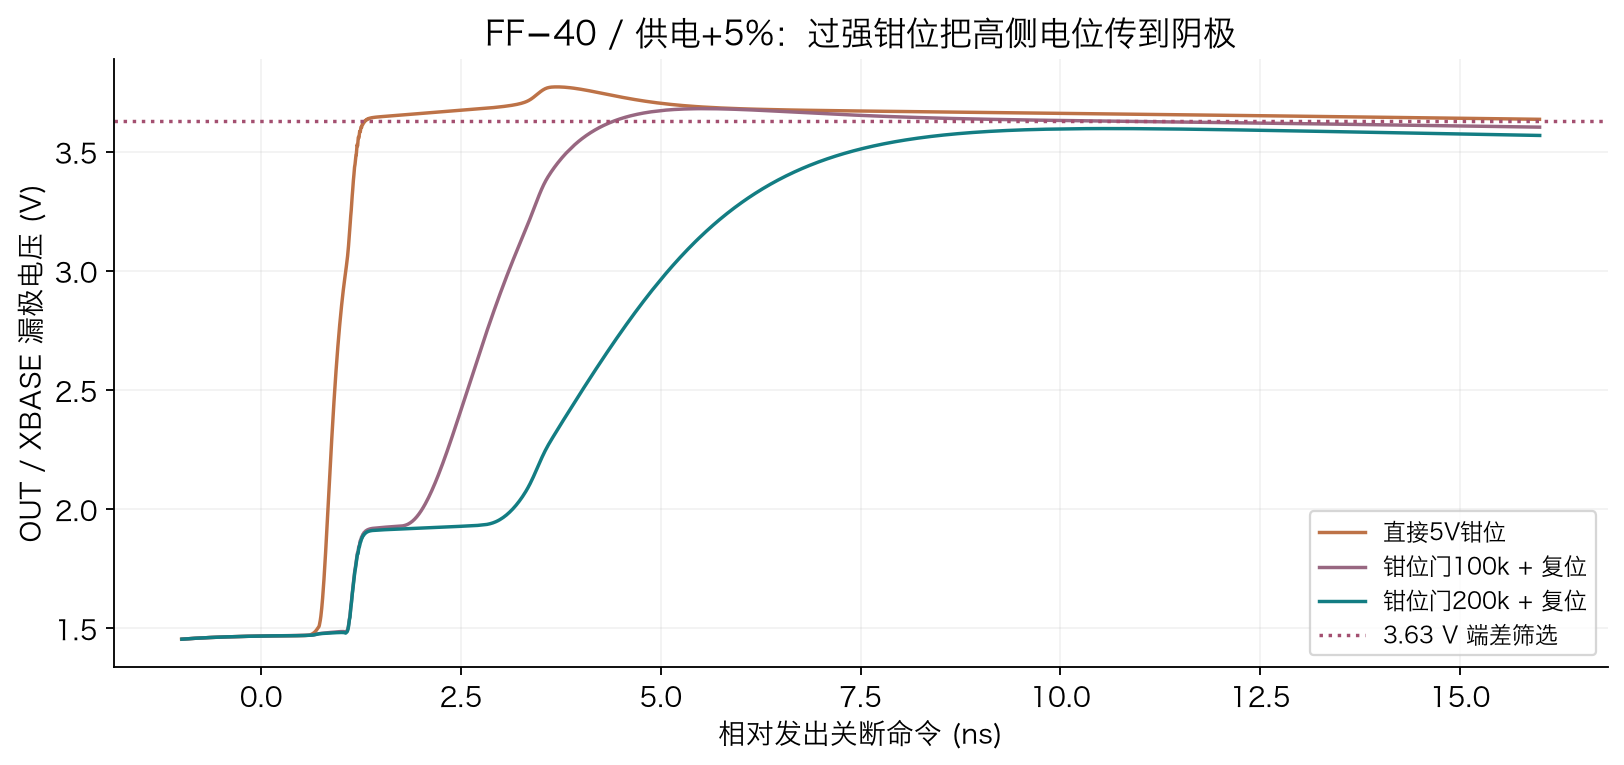 FF−40 / 供电+5%：过强钳位把高侧电位传到阴极
OUT / XBASE 漏极电压 (V)
3.5
3.0
2.5
2.0
1.5
直接5V钳位
钳位门100k + 复位
钳位门200k + 复位
3.63 V 端差筛选
0.0
2.5
5.0
7.5
10.0
12.5
15.0
相对发出关断命令 (ns)